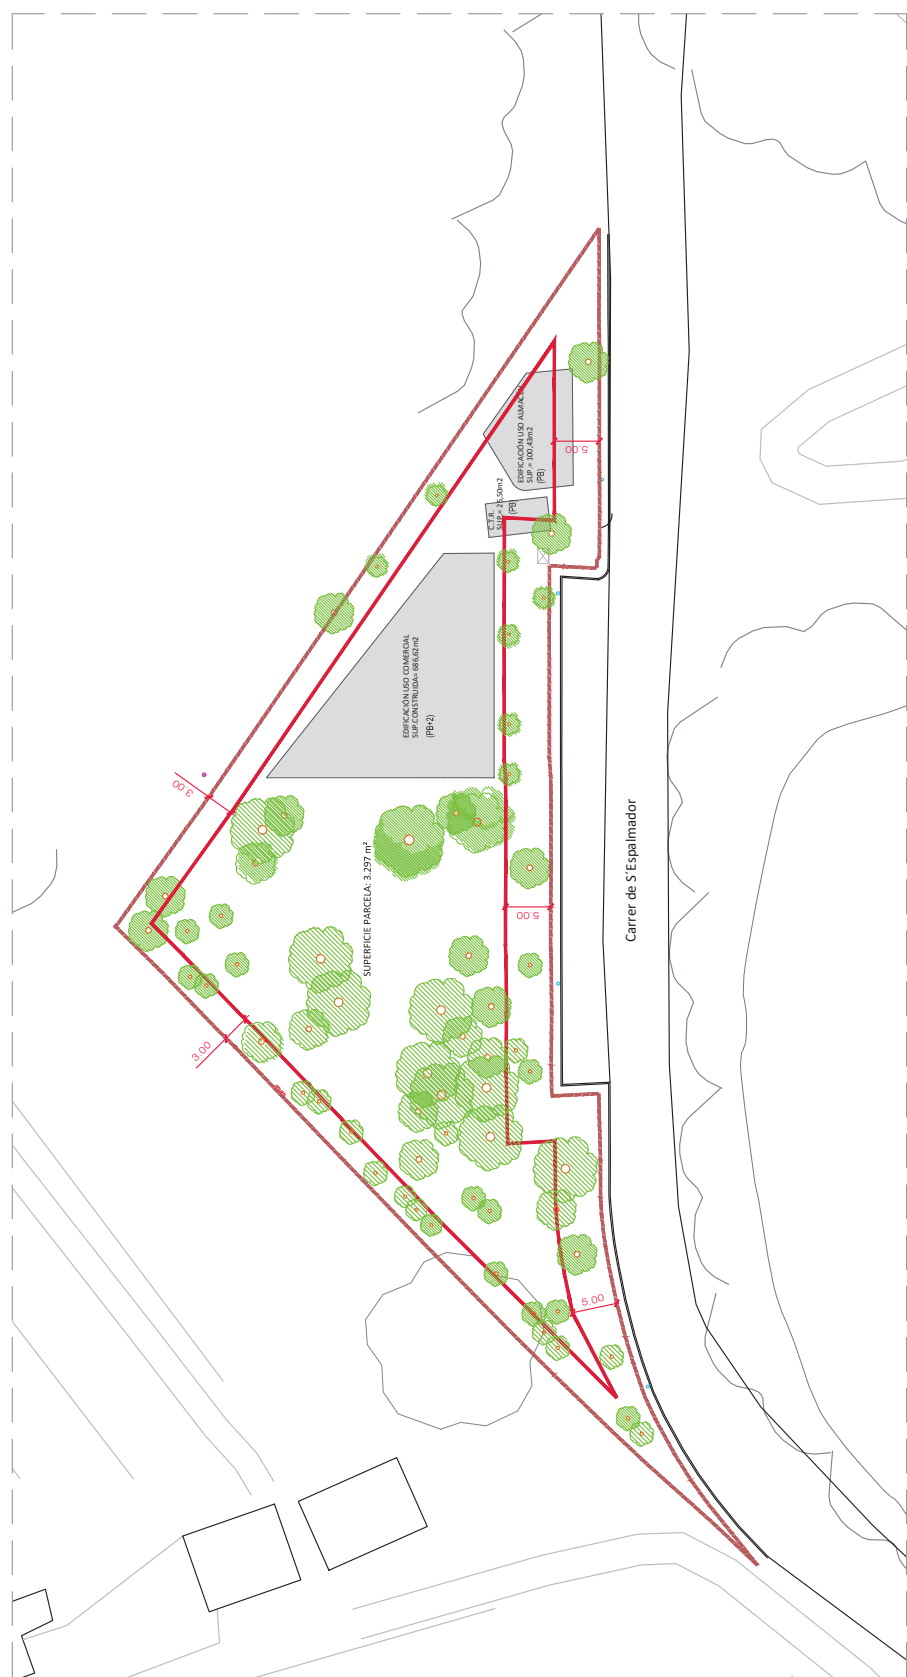 EDIFICACIÓN USO ALMACÉN
SUP.= 100,43m2
(PB)
5.00
C.T.R.
SUP.= 25,50m2
(PB)
EDIFICACIÓN USO COMERCIAL
SUP.CONSTRUIDA= 686,62m2
(PB+2)
3.00
SUPERFICIE PARCELA: 3.297 m²
Carrer de S´Espalmador
5.00
3.00
5.00